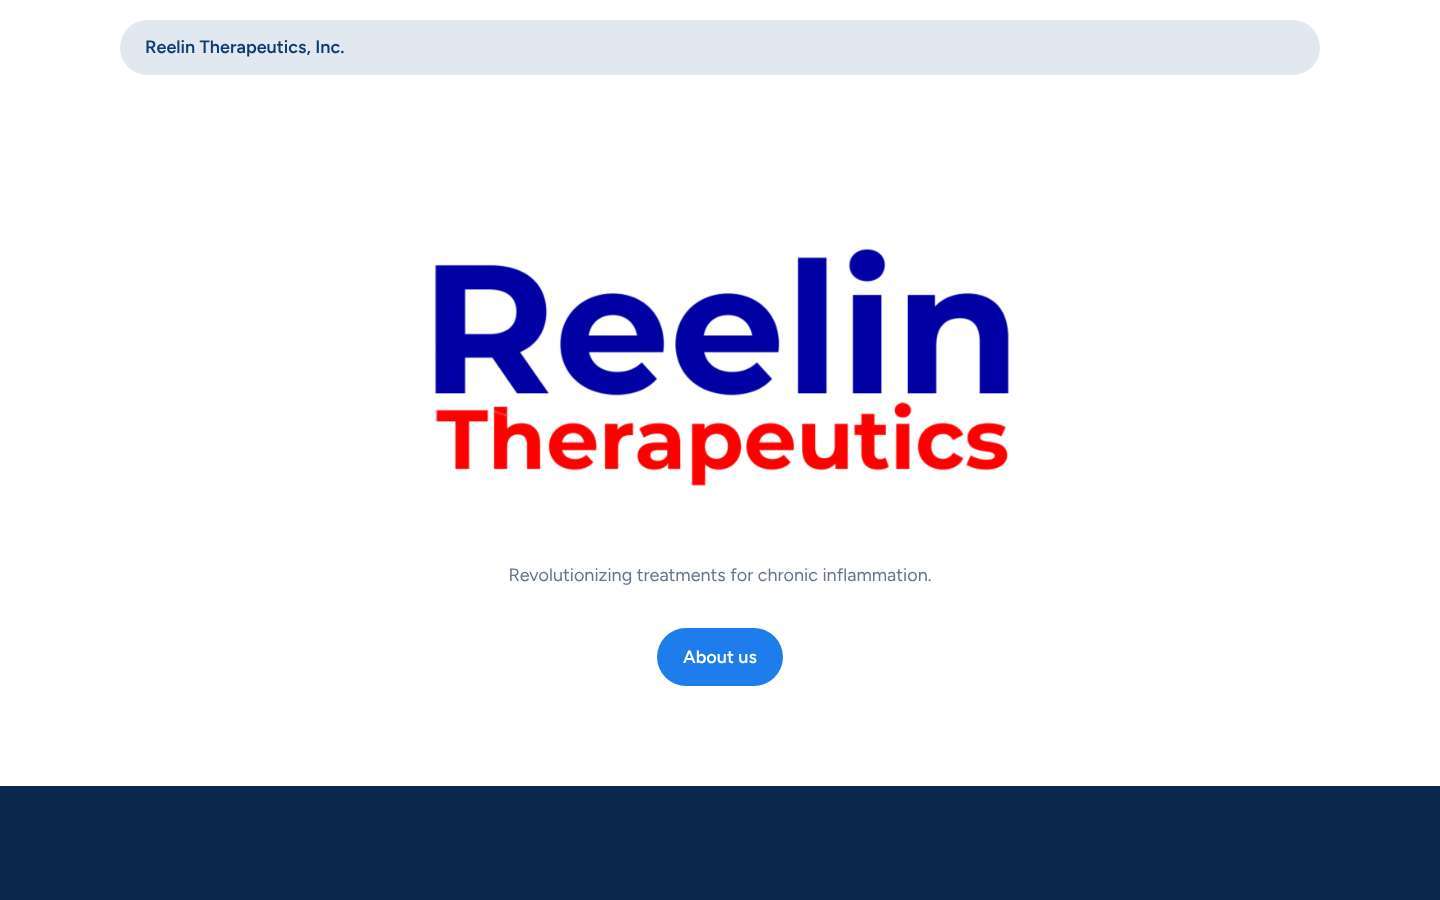 Reelin Therapeutics, Inc.
Reelin
Therapeutics
Revolutionizing treatments for chronic inflammation.
About us